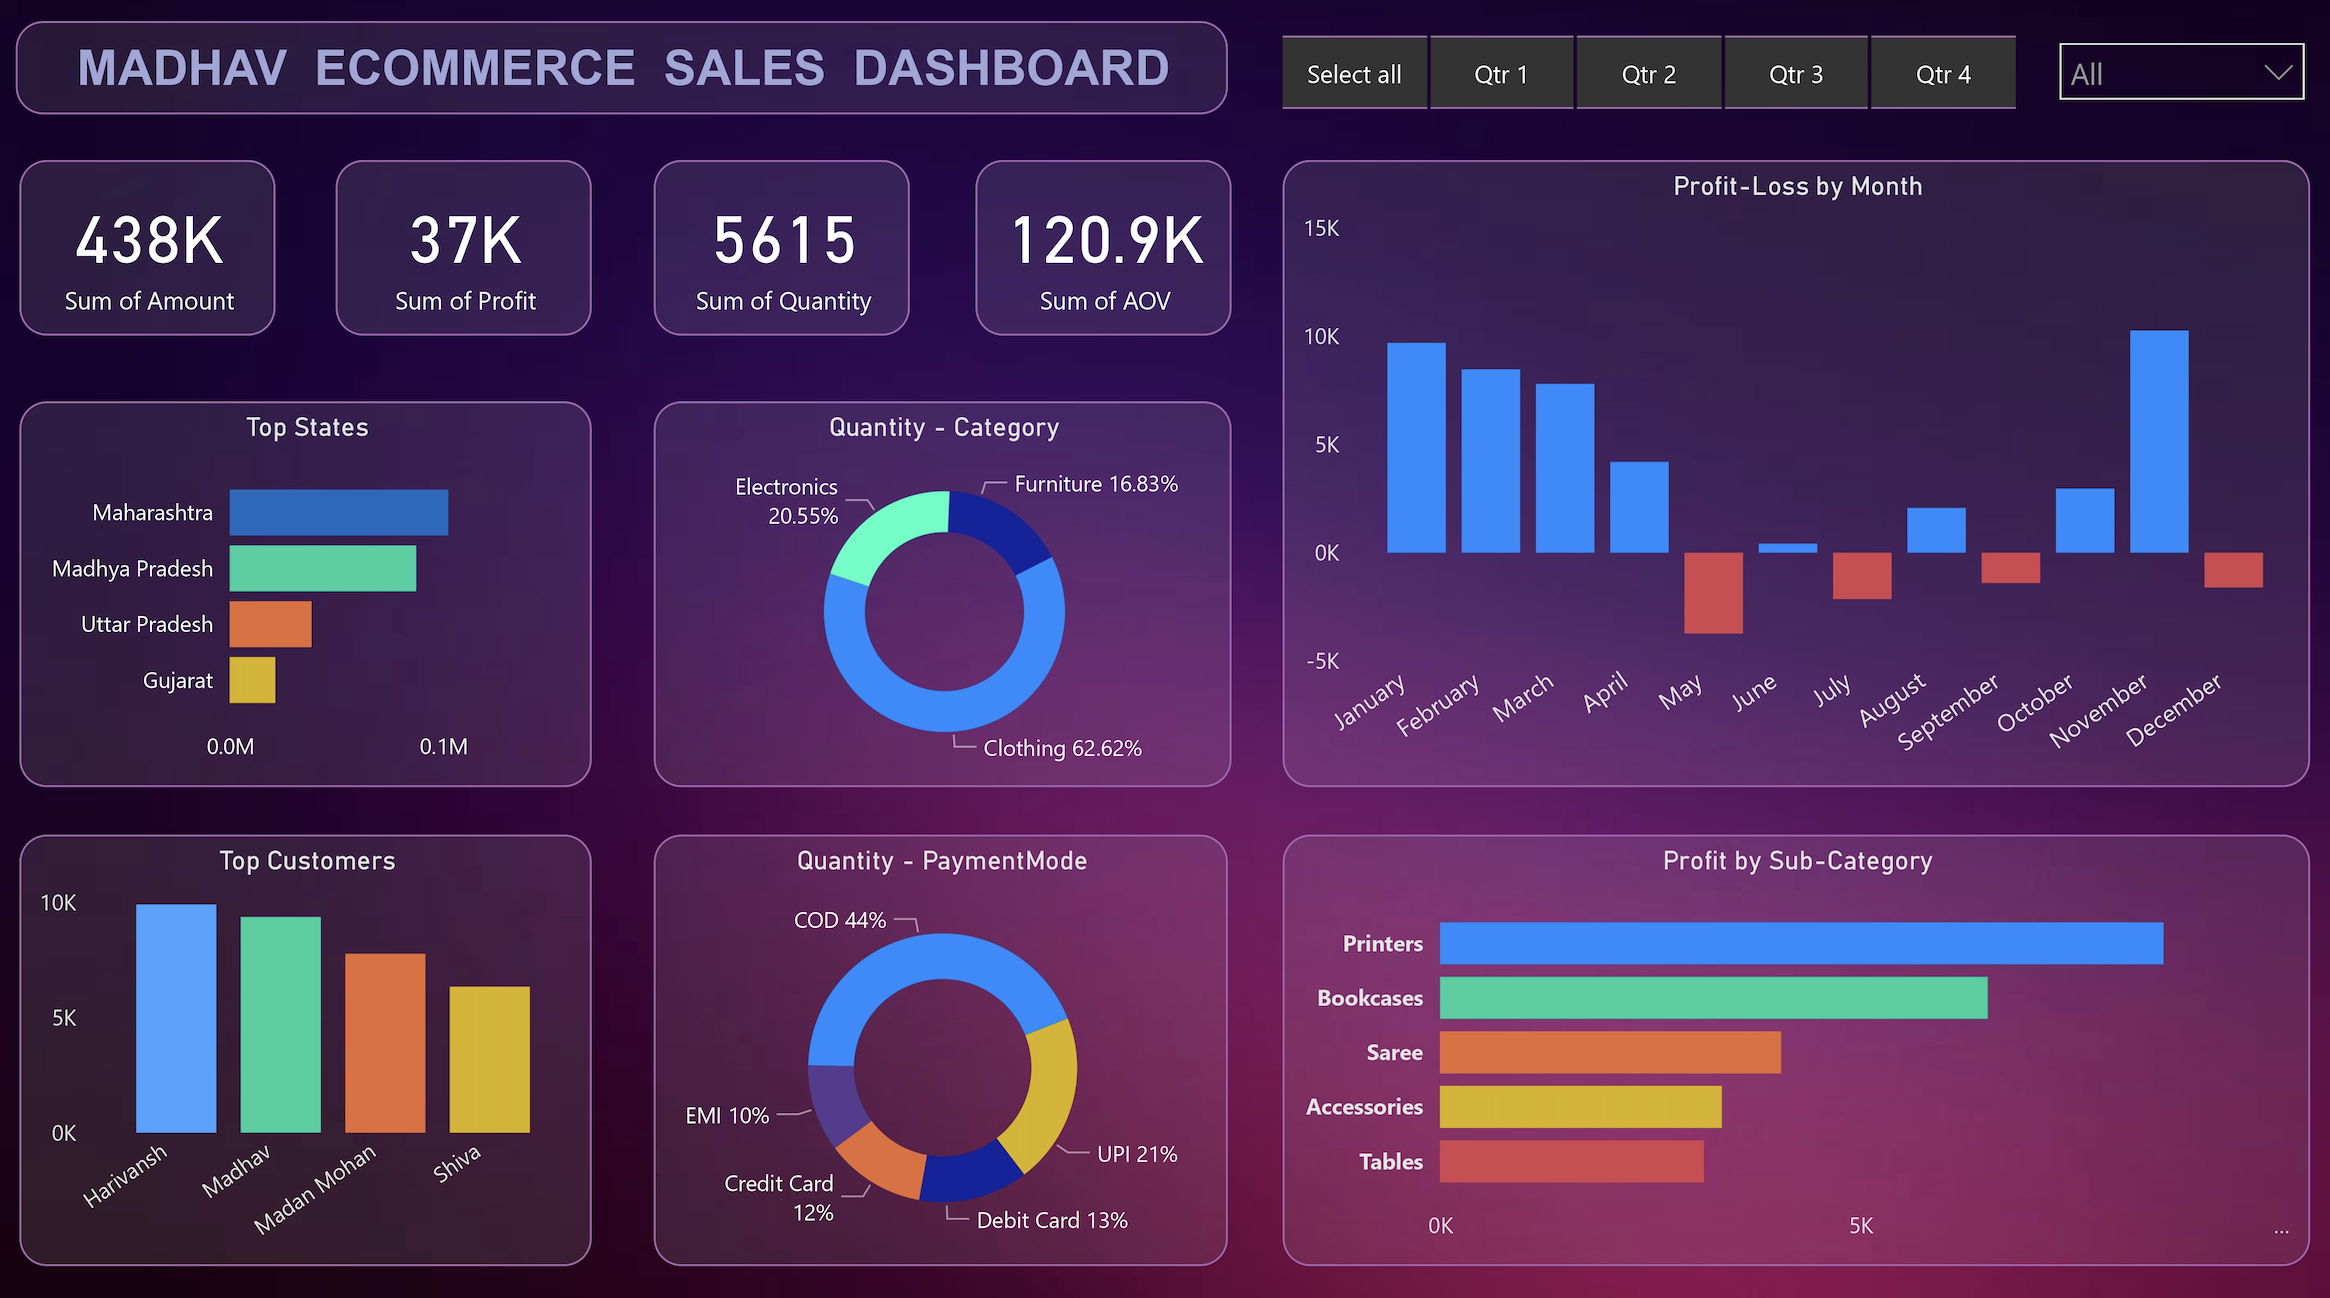 MADHAV ECOMMERCE SALES DASHBOARD
Select all
Qtr 1
Qtr 2
Qtr 3
Qtr 4
All
438K
Sum of Amount
37K
Sum of Profit
5615
Sum of Quantity
120.9K
Sum of AOV
Profit-Loss by Month
15K
10K
5K
0K
-5K
January
February
March
April
May
June
July
August
September
October
November
December
Top States
Maharashtra
Madhya Pradesh
Uttar Pradesh
Gujarat
0.0M
0.1M
Quantity - Category
Electronics
20.55%
Furniture 16.83%
Clothing 62.62%
Top Customers
10K
5K
0K
Harivansh
Madhav
Madan Mohan
Shiva
Quantity - PaymentMode
COD 44%
EMI 10%
UPI 21%
Credit Card
12%
Debit Card 13%
Profit by Sub-Category
Printers
Bookcases
Saree
Accessories
Tables
0K
5K
...